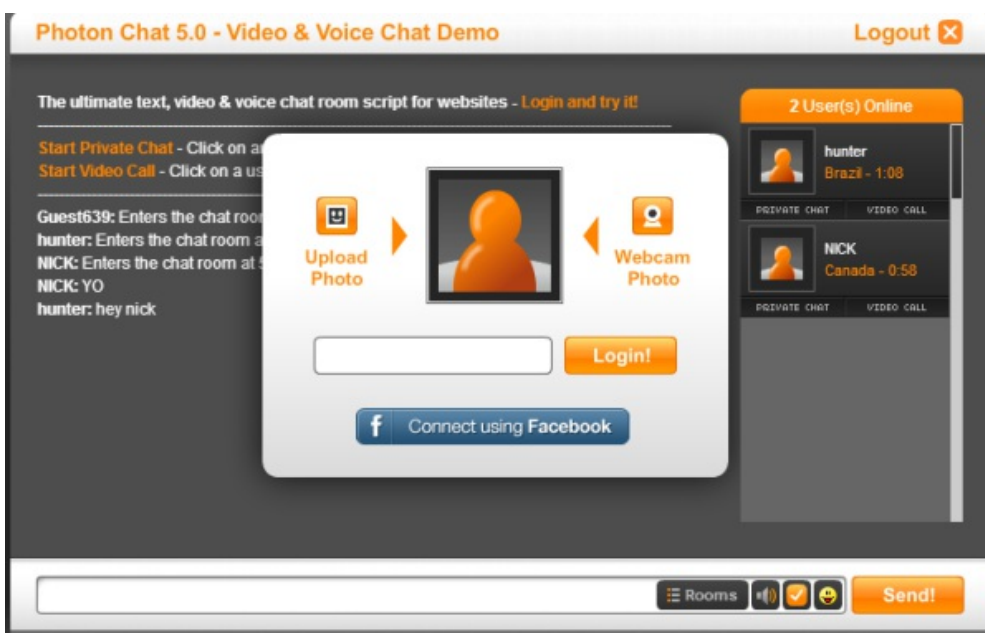 Photon Chat 5.0 - Video & Voice Chat Demo
Logout
The ultimate text, video & voice chat room script for websites - Login and try it!
2 User(s) Online
Start Private Chat - Click on a
Start Video Call - Click on a us
Guest639: Enters the chat room
hunter: Enters the chat room a
NICK: Enters the chat room at
NICK: YO
hunter: hey nick
Upload
Photo
Webcam
Photo
Login!
f Connect using Facebook
hunter
Brazil - 1:08
PRIVATE CHAT VIDEO CALL
NICK
Canada - 0:58
PRIVATE CHAT VIDEO CALL
Rooms
Send!